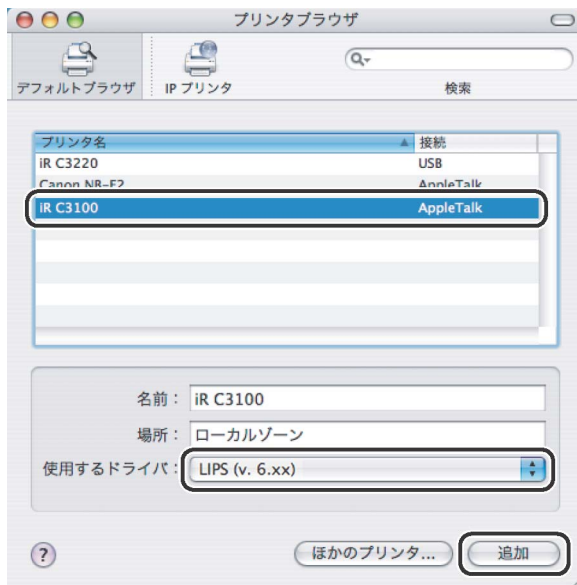 プリンタブラウザ
デフォルトブラウザ IP プリンタ 検索
プリンタ名 接続
iR C3220 USB
Canon NB-F2 AppleTalk
iR C3100 AppleTalk
名前： iR C3100
場所： ローカルゾーン
使用するドライバ： LIPS (v. 6.xx)
? ほかのプリンタ... 追加